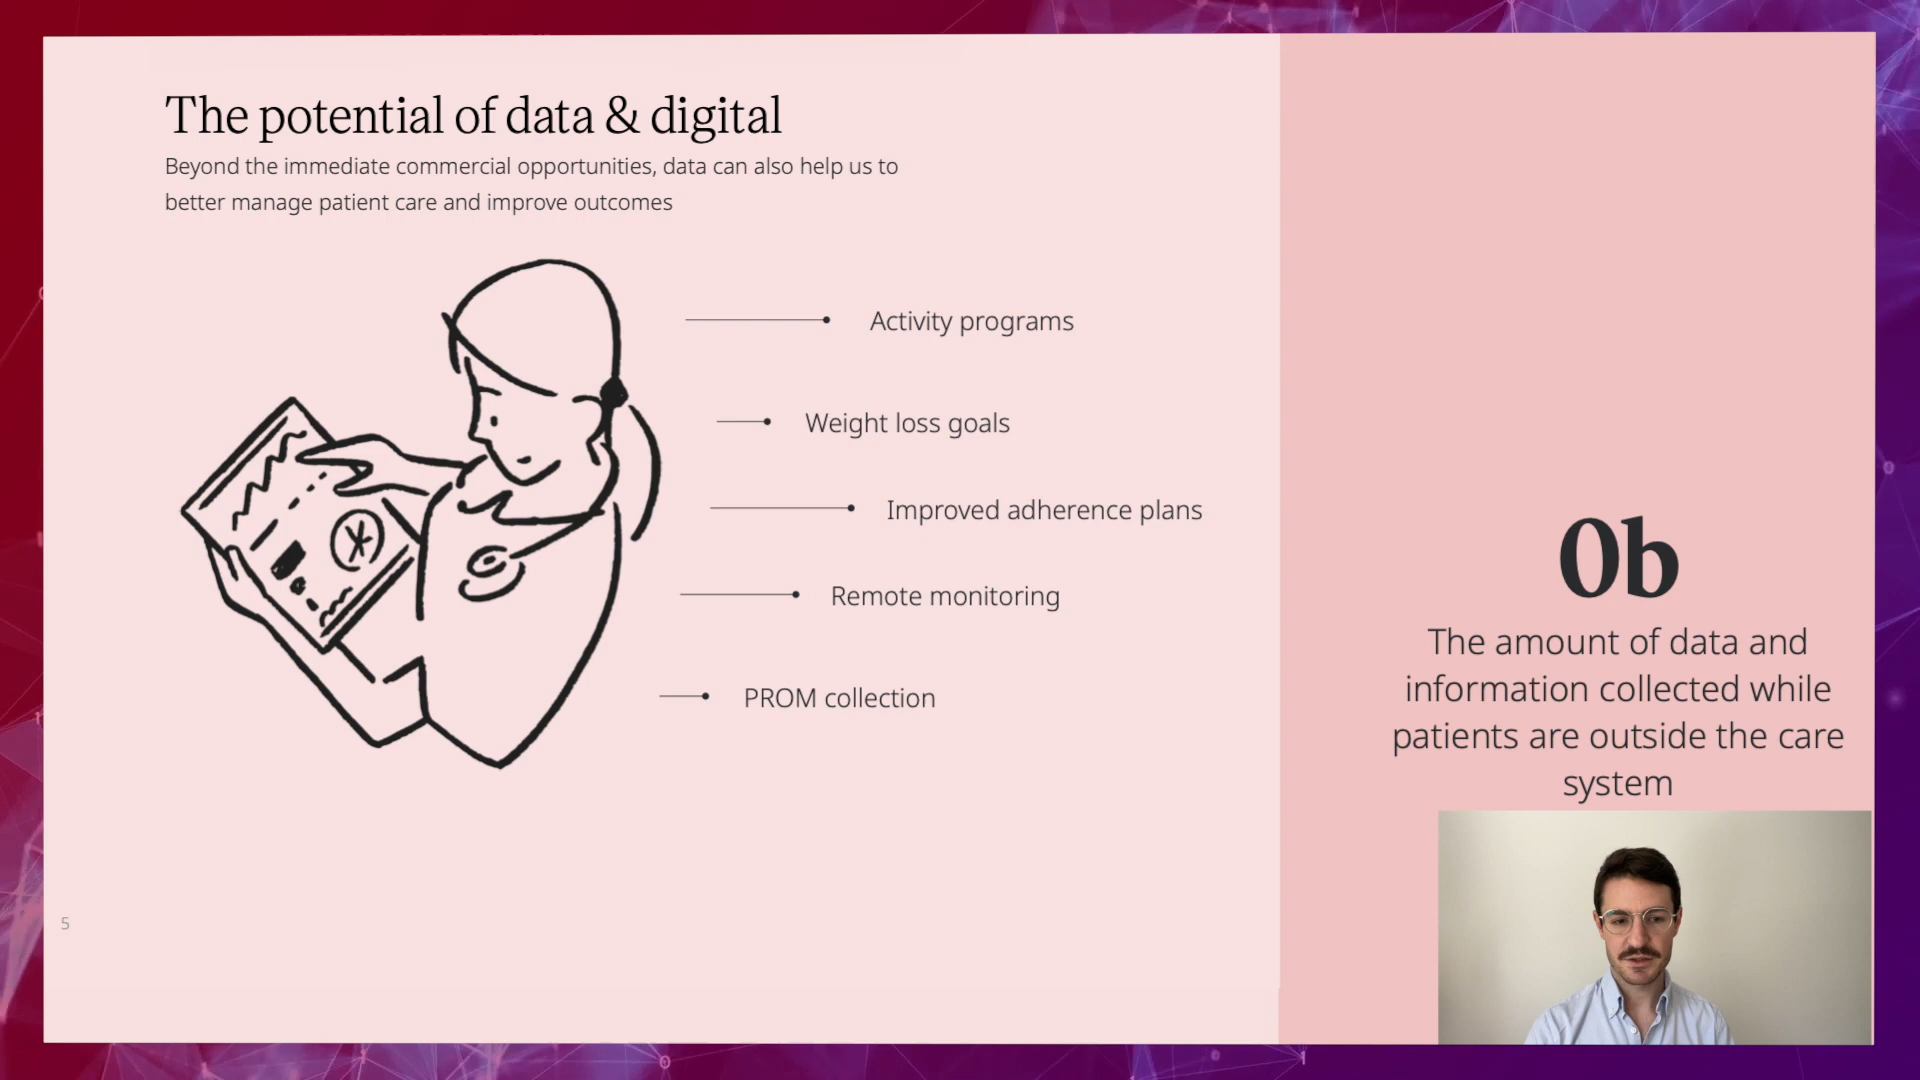 The potential of data & digital
Beyond the immediate commercial opportunities, data can also help us to
better manage patient care and improve outcomes
Activity programs
Weight loss goals
Improved adherence plans
Remote monitoring
PROM collection
0b
The amount of data and
information collected while
patients are outside the care
system
5